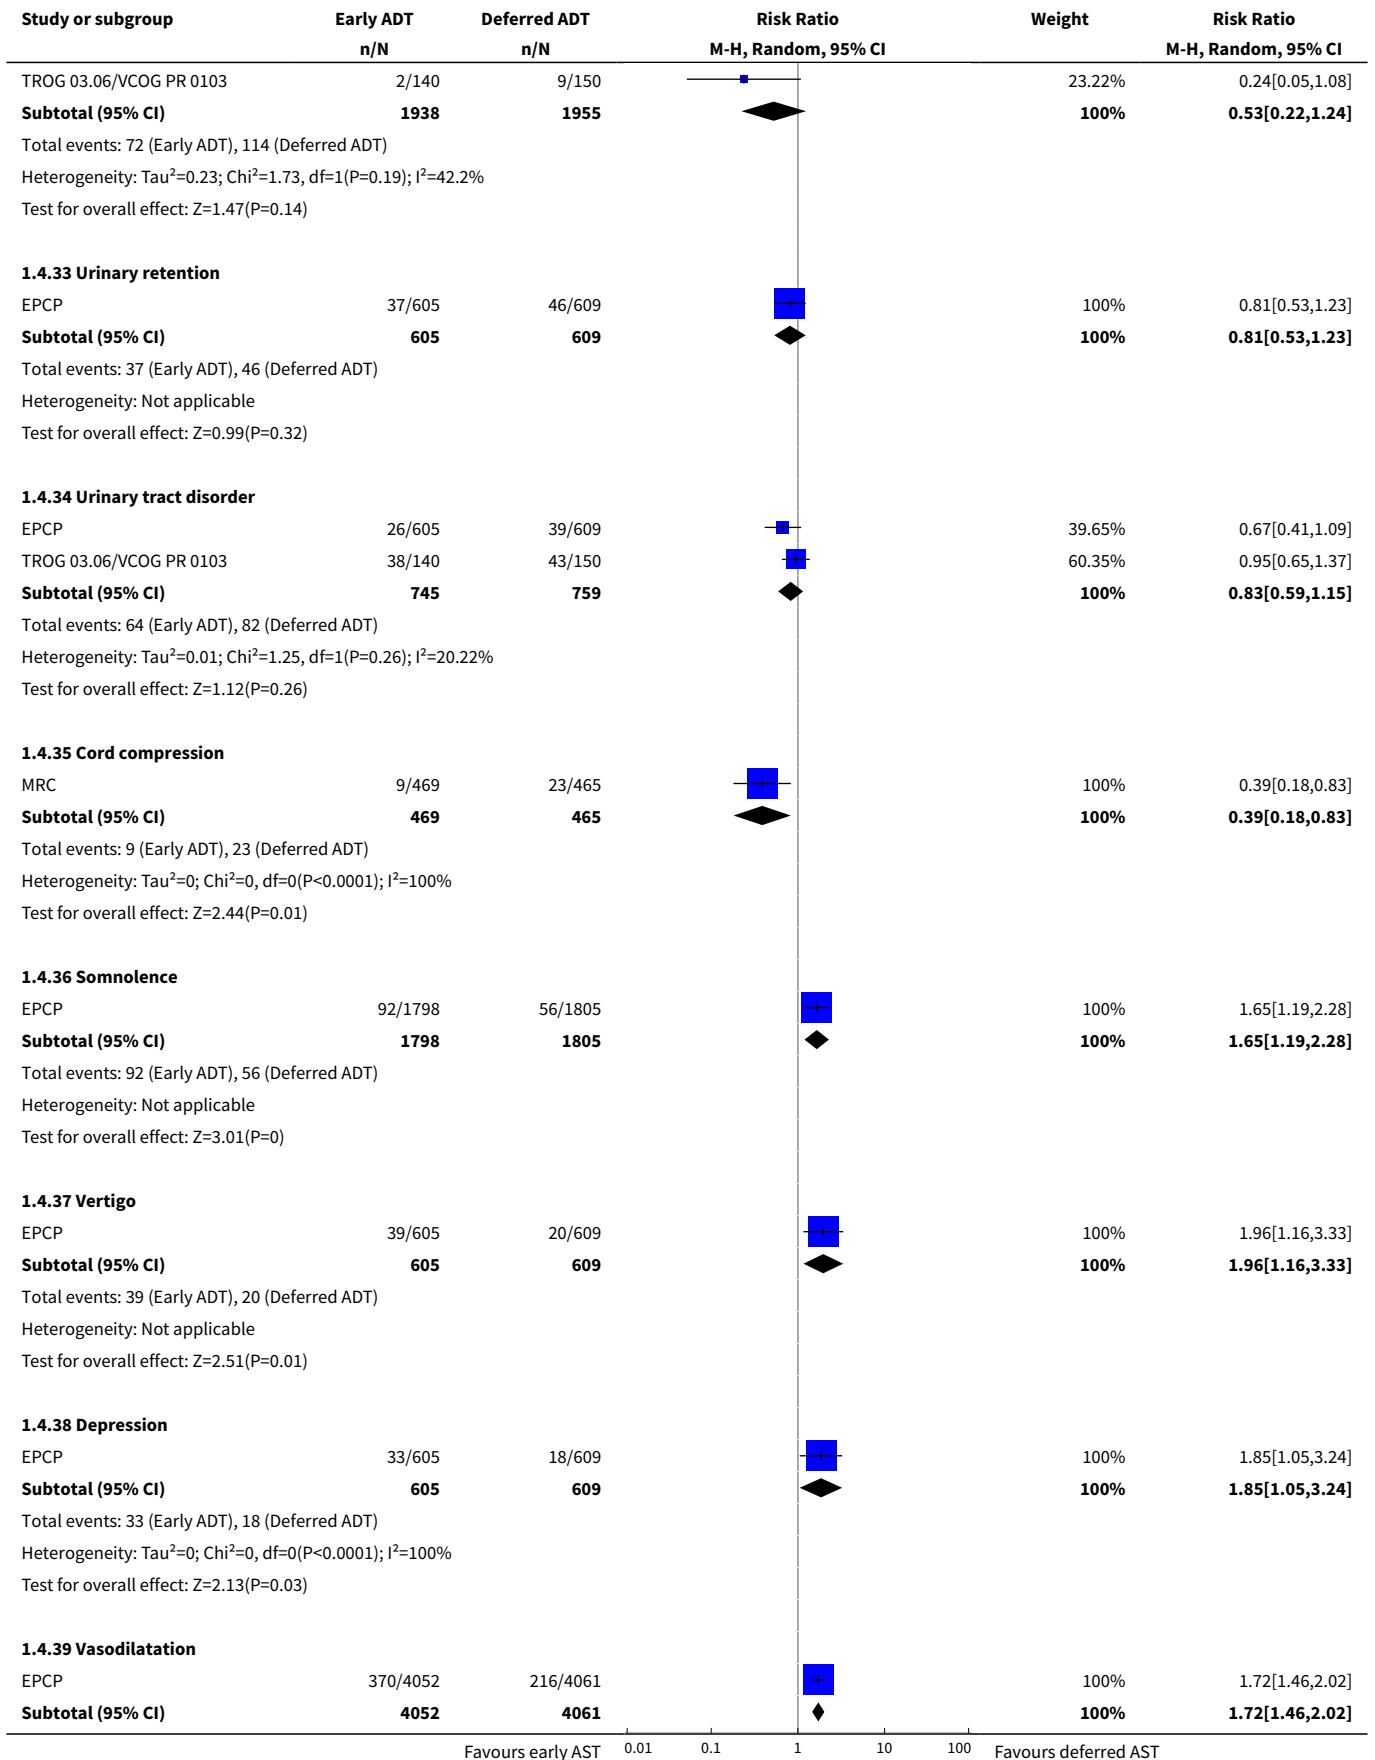 Study or subgroup Early ADT Deferred ADT Risk Ratio Weight Risk Ratio
n/N n/N M-H, Random, 95% CI M-H, Random, 95% CI
TROG 03.06/VCOG PR 0103 2/140 9/150 23.22% 0.24[0.05,1.08]
Subtotal (95% CI) 1938 1955 100% 0.53[0.22,1.24]
Total events: 72 (Early ADT), 114 (Deferred ADT)
Heterogeneity: Tau²=0.23; Chi²=1.73, df=1(P=0.19); I²=42.2%
Test for overall effect: Z=1.47(P=0.14)
1.4.33 Urinary retention
EPCP 37/605 46/609 100% 0.81[0.53,1.23]
Subtotal (95% CI) 605 609 100% 0.81[0.53,1.23]
Total events: 37 (Early ADT), 46 (Deferred ADT)
Heterogeneity: Not applicable
Test for overall effect: Z=0.99(P=0.32)
1.4.34 Urinary tract disorder
EPCP 26/605 39/609 39.65% 0.67[0.41,1.09]
TROG 03.06/VCOG PR 0103 38/140 43/150 60.35% 0.95[0.65,1.37]
Subtotal (95% CI) 745 759 100% 0.83[0.59,1.15]
Total events: 64 (Early ADT), 82 (Deferred ADT)
Heterogeneity: Tau²=0.01; Chi²=1.25, df=1(P=0.26); I²=20.22%
Test for overall effect: Z=1.12(P=0.26)
1.4.35 Cord compression
MRC 9/469 23/465 100% 0.39[0.18,0.83]
Subtotal (95% CI) 469 465 100% 0.39[0.18,0.83]
Total events: 9 (Early ADT), 23 (Deferred ADT)
Heterogeneity: Tau²=0; Chi²=0, df=0(P<0.0001); I²=100%
Test for overall effect: Z=2.44(P=0.01)
1.4.36 Somnolence
EPCP 92/1798 56/1805 100% 1.65[1.19,2.28]
Subtotal (95% CI) 1798 1805 100% 1.65[1.19,2.28]
Total events: 92 (Early ADT), 56 (Deferred ADT)
Heterogeneity: Not applicable
Test for overall effect: Z=3.01(P=0)
1.4.37 Vertigo
EPCP 39/605 20/609 100% 1.96[1.16,3.33]
Subtotal (95% CI) 605 609 100% 1.96[1.16,3.33]
Total events: 39 (Early ADT), 20 (Deferred ADT)
Heterogeneity: Not applicable
Test for overall effect: Z=2.51(P=0.01)
1.4.38 Depression
EPCP 33/605 18/609 100% 1.85[1.05,3.24]
Subtotal (95% CI) 605 609 100% 1.85[1.05,3.24]
Total events: 33 (Early ADT), 18 (Deferred ADT)
Heterogeneity: Tau²=0; Chi²=0, df=0(P<0.0001); I²=100%
Test for overall effect: Z=2.13(P=0.03)
1.4.39 Vasodilatation
EPCP 370/4052 216/4061 100% 1.72[1.46,2.02]
Subtotal (95% CI) 4052 4061 100% 1.72[1.46,2.02]
Favours early AST 0.01 0.1 1 10 100 Favours deferred AST